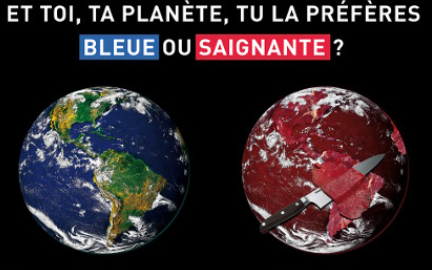 ET TOI, TA PLANÈTE, TU LA PRÉFÈRES
BLEUE OU SAIGNANTE ?